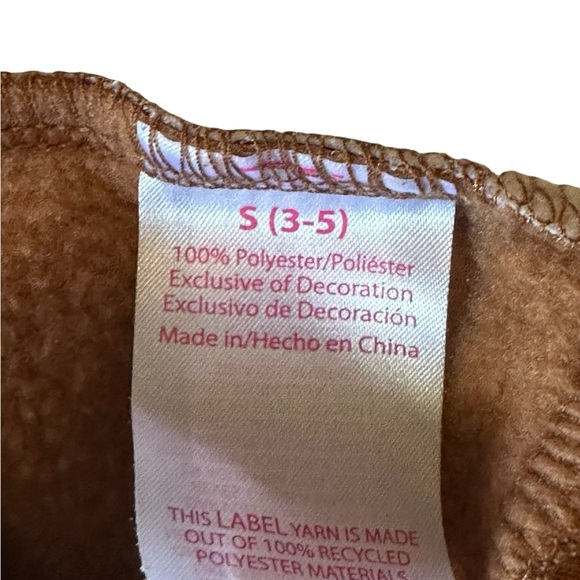 S (3-5)
100% Polyester/Poliéster
Exclusive of Decoration
Exclusivo de Decoración
Made in/Hecho en China
THIS LABEL YARN IS MADE
OUT OF 100% RECYCLED
POLYESTER MATERIALS